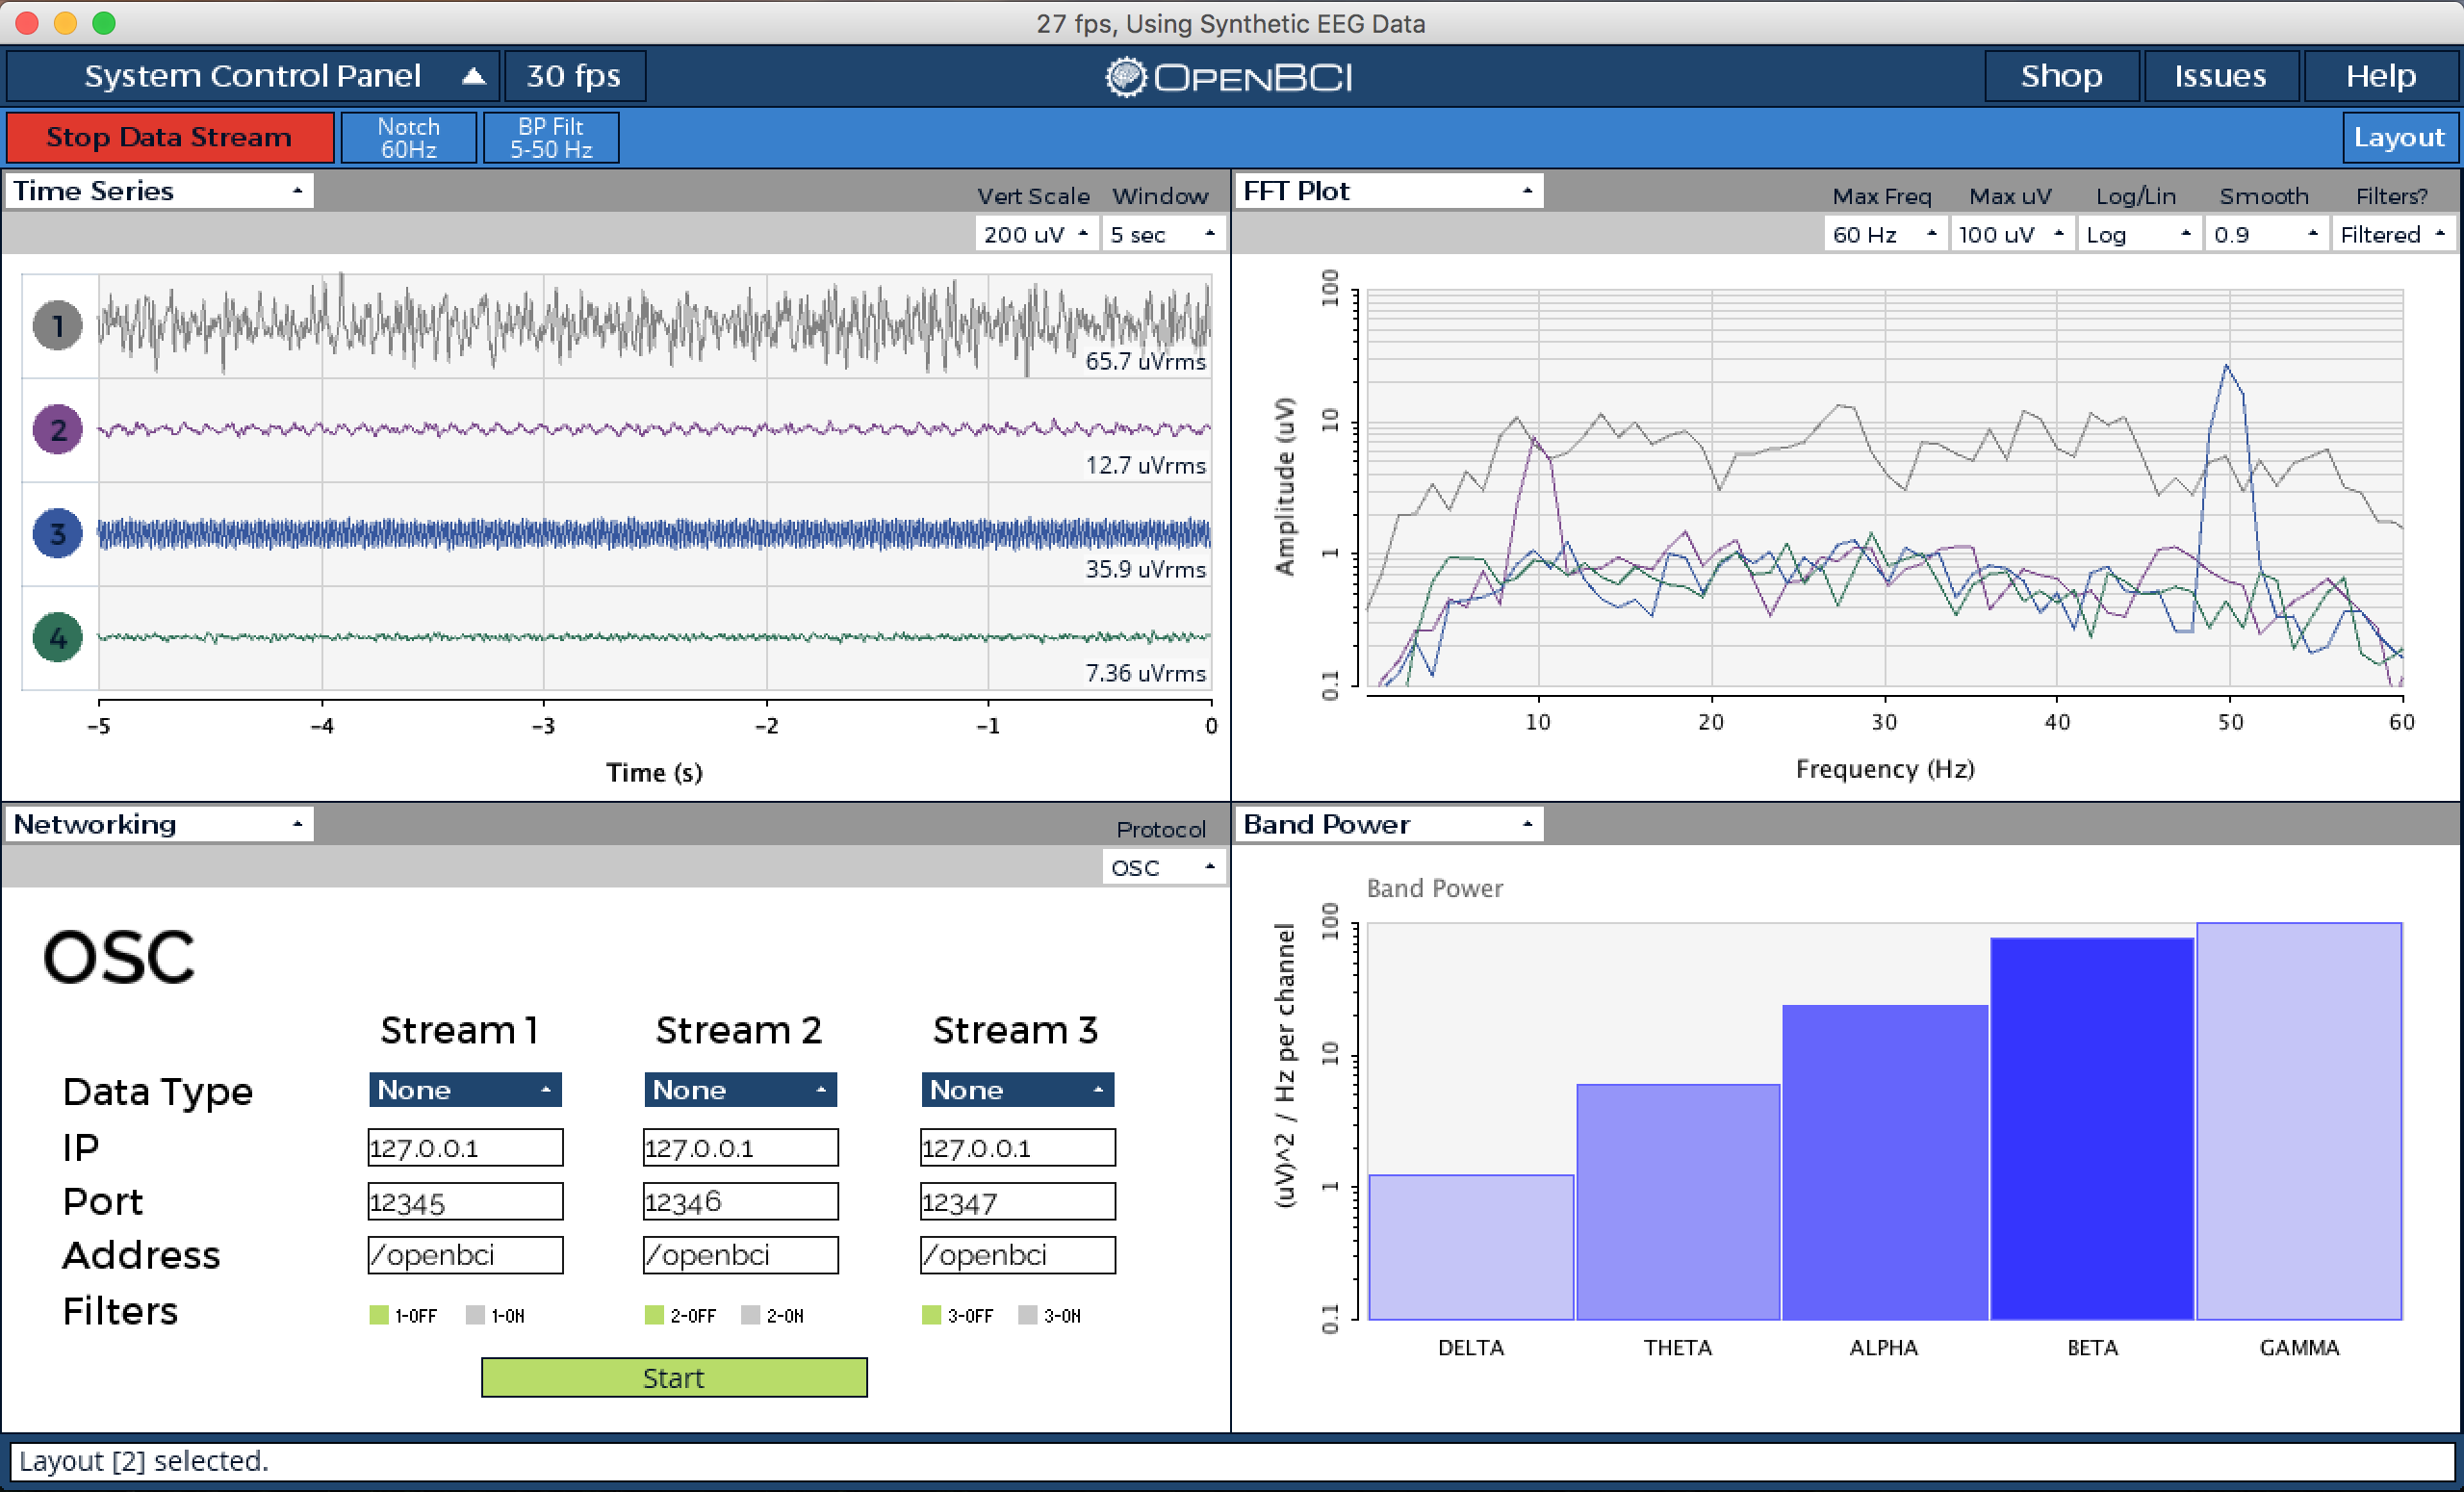 27 fps, Using Synthetic EEG Data
System Control Panel 30 fps OPENBCI Shop Issues Help
Stop Data Stream Notch 60Hz BP Filt 5-50 Hz Layout
Time Series
Vert Scale Window
200 uV 5 sec
1
65.7 uVrms
2
12.7 uVrms
3
35.9 uVrms
4
7.36 uVrms
-5 -4 -3 -2 -1 0
Time (s)
FFT Plot
Max Freq Max uV Log/Lin Smooth Filters?
60 Hz 100 uV Log 0.9 Filtered
Amplitude (uV)
100
10
1
0.1
10 20 30 40 50 60
Frequency (Hz)
Networking
Protocol
OSC
OSC
Stream 1 Stream 2 Stream 3
Data Type None None None
IP 127.0.0.1 127.0.0.1 127.0.0.1
Port 12345 12346 12347
Address /openbci /openbci /openbci
Filters 1-OFF 1-ON 2-OFF 2-ON 3-OFF 3-ON
Start
Band Power
Band Power
(uV)^2 / Hz per channel
100
10
1
0.1
DELTA THETA ALPHA BETA GAMMA
Layout [2] selected.